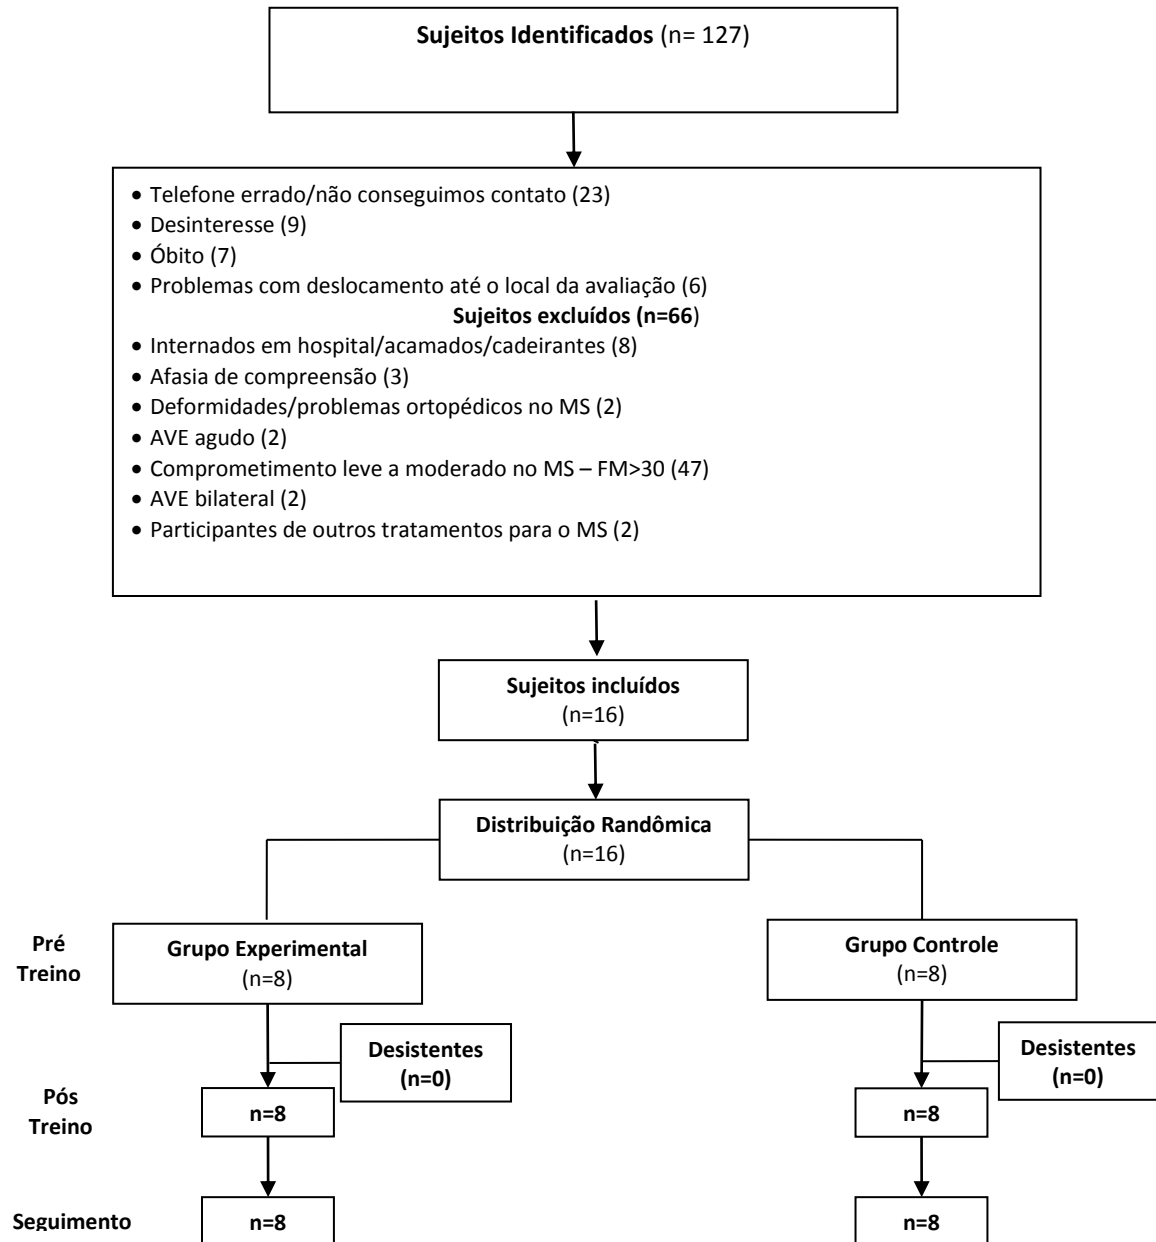 Sujeitos Identificados (n= 127)
• Telefone errado/não conseguimos contato (23)
• Desinteresse (9)
• Óbito (7)
• Problemas com deslocamento até o local da avaliação (6)
Sujeitos excluídos (n=66)
• Internados em hospital/acamados/cadeirantes (8)
• Afasia de compreensão (3)
• Deformidades/problemas ortopédicos no MS (2)
• AVE agudo (2)
• Comprometimento leve a moderado no MS – FM>30 (47)
• AVE bilateral (2)
• Participantes de outros tratamentos para o MS (2)
Sujeitos incluídos
(n=16)
Distribuição Randômica
(n=16)
Pré
Treino
Grupo Experimental
(n=8)
Grupo Controle
(n=8)
Desistentes
(n=0)
Desistentes
(n=0)
Pós
Treino
n=8
n=8
Seguimento
n=8
n=8